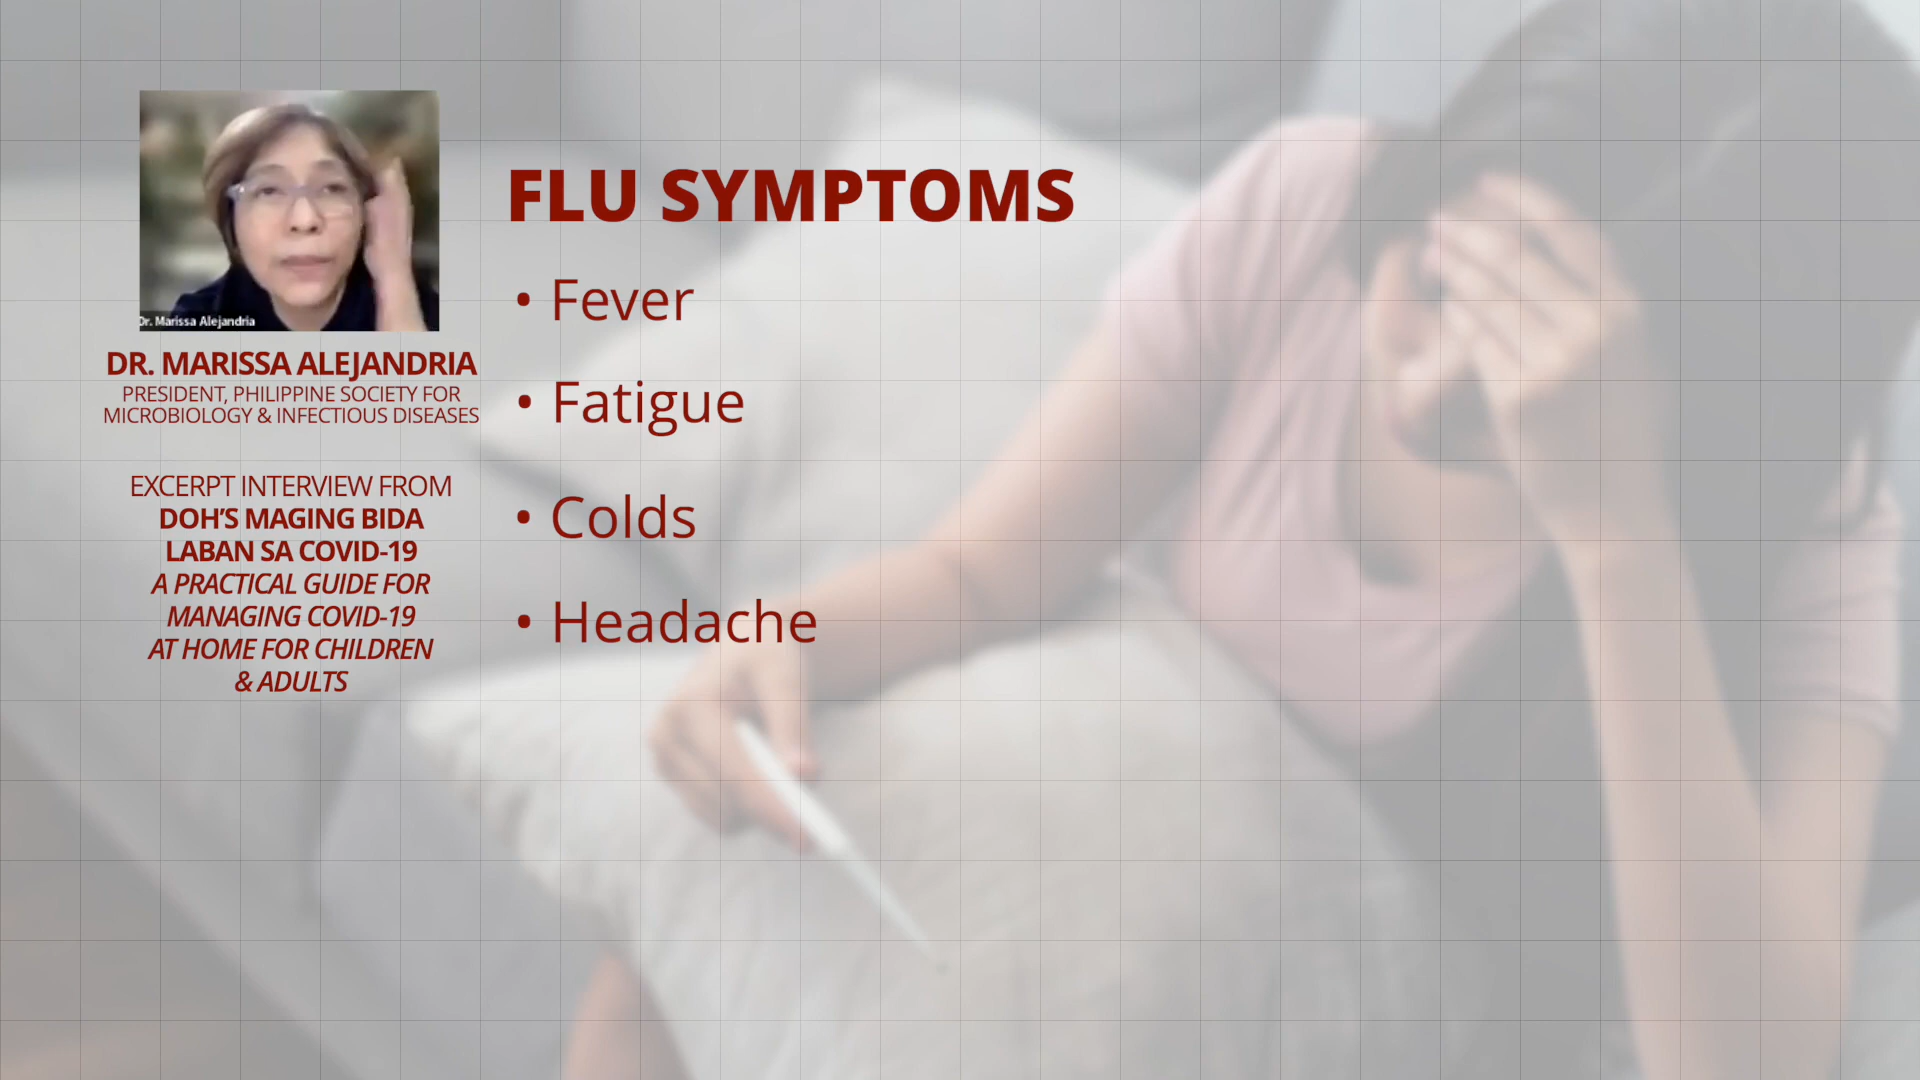 Dr. Marissa Alejandria
DR. MARISSA ALEJANDRIA
PRESIDENT, PHILIPPINE SOCIETY FOR
MICROBIOLOGY & INFECTIOUS DISEASES
EXCERPT INTERVIEW FROM
DOH'S MAGING BIDA
LABAN SA COVID-19
A PRACTICAL GUIDE FOR
MANAGING COVID-19
AT HOME FOR CHILDREN
& ADULTS
FLU SYMPTOMS
• Fever
• Fatigue
• Colds
• Headache